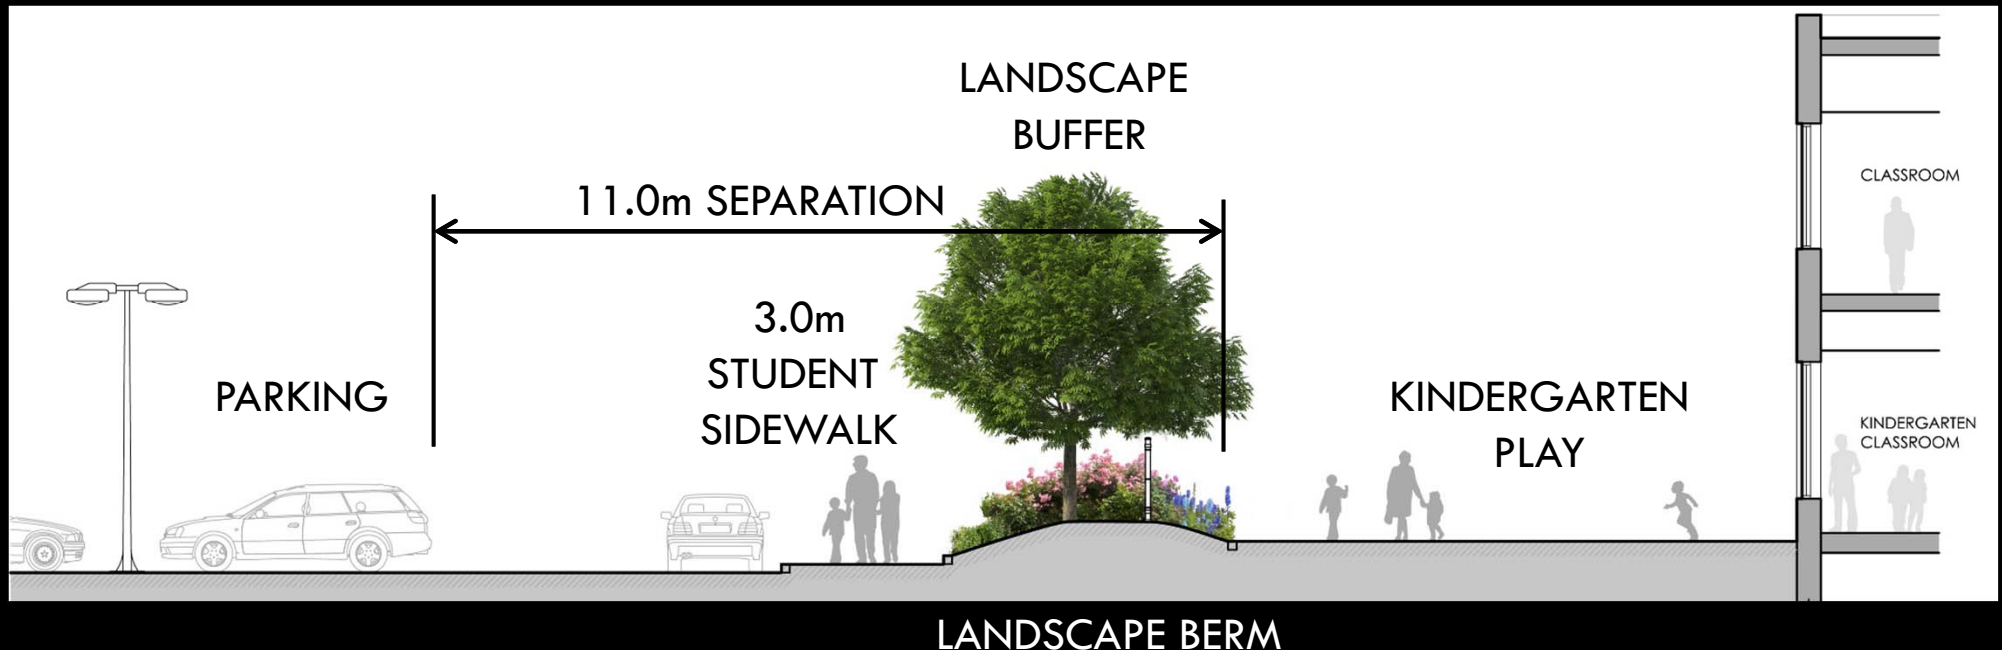 LANDSCAPE
BUFFER
11.0m SEPARATION
3.0m
STUDENT
SIDEWALK
PARKING
KINDERGARTEN
PLAY
CLASSROOM
KINDERGARTEN
CLASSROOM
LANDSCAPE BERM